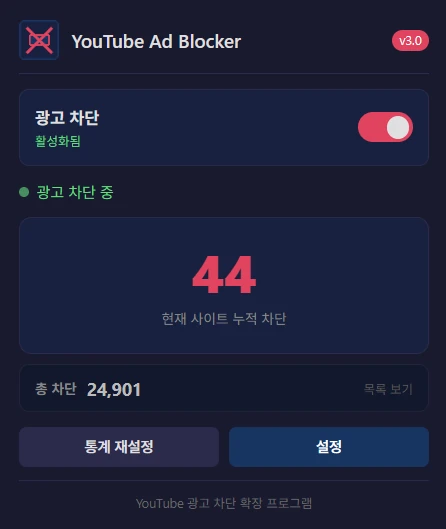 YouTube Ad Blocker
v3.0
광고 차단
활성화됨
광고 차단 중
44
현재 사이트 누적 차단
총 차단 24,901 목록 보기
통계 재설정 설정
YouTube 광고 차단 확장 프로그램